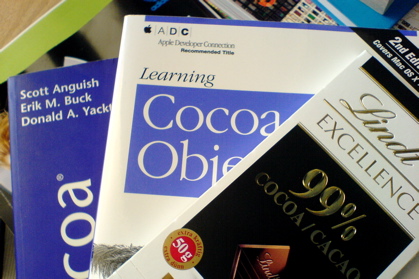 Scott Anguish
Erik M. Buck
Donald A. Yackt
coa®
ADC
Apple Developer Connection
Recommended Title
Learning
Cocoa
Obje
2nd Edi
Covers Mac OS X
Lindt
EXCELLENCE
99%
COCOA/CACAO
50g
Lindt